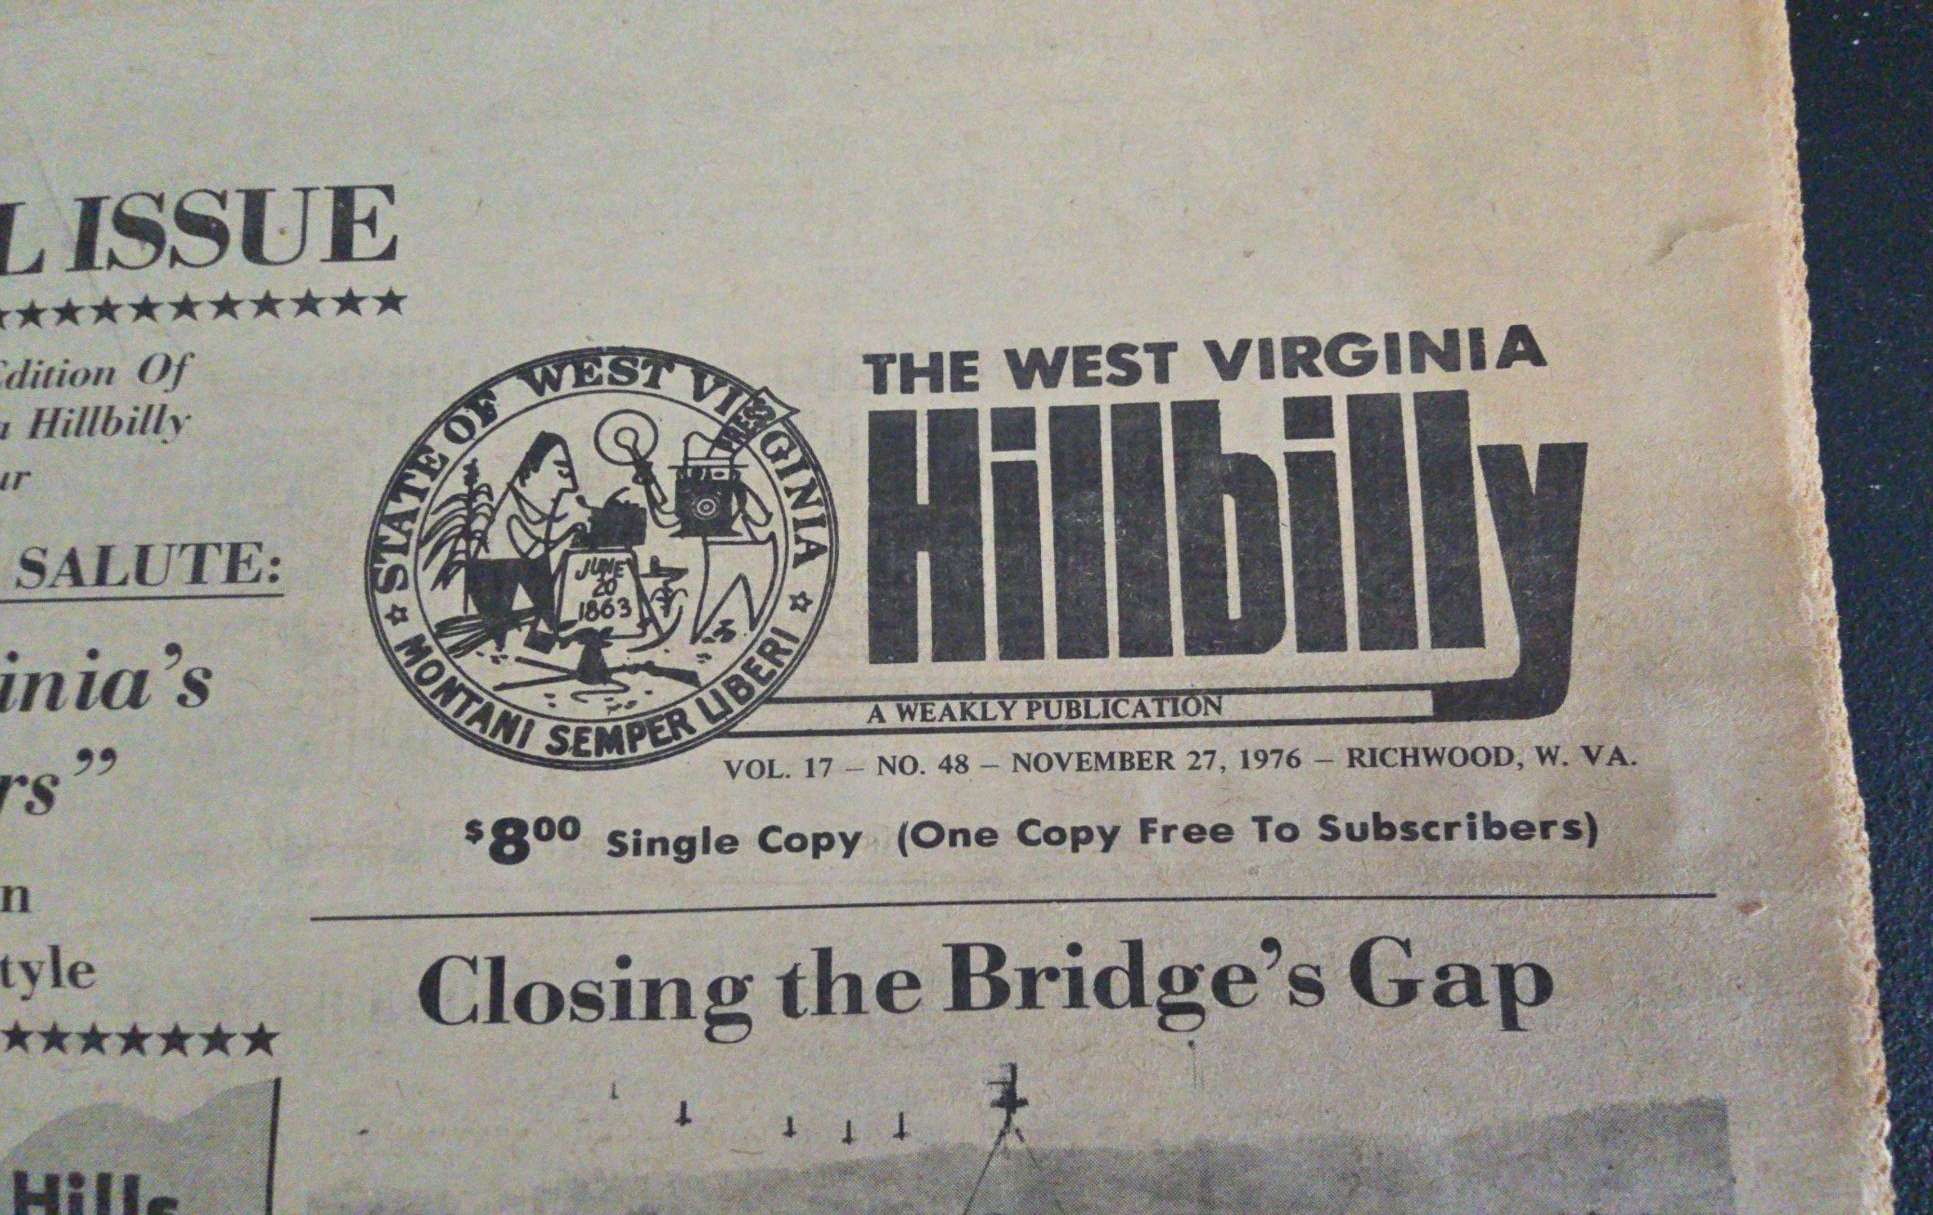 L ISSUE
Edition Of
a Hillbilly
ur
SALUTE:
inia's
rs”
n
tyle
Hills
STATE OF WEST VIRGINIA
PRESS
JUNE
20
1863
MONTANI SEMPER LIBERI
THE WEST VIRGINIA
Hillbilly
A WEAKLY PUBLICATION
VOL. 17 – NO. 48 – NOVEMBER 27, 1976 – RICHWOOD, W. VA.
$8⁰⁰ Single Copy (One Copy Free To Subscribers)
Closing the Bridge's Gap